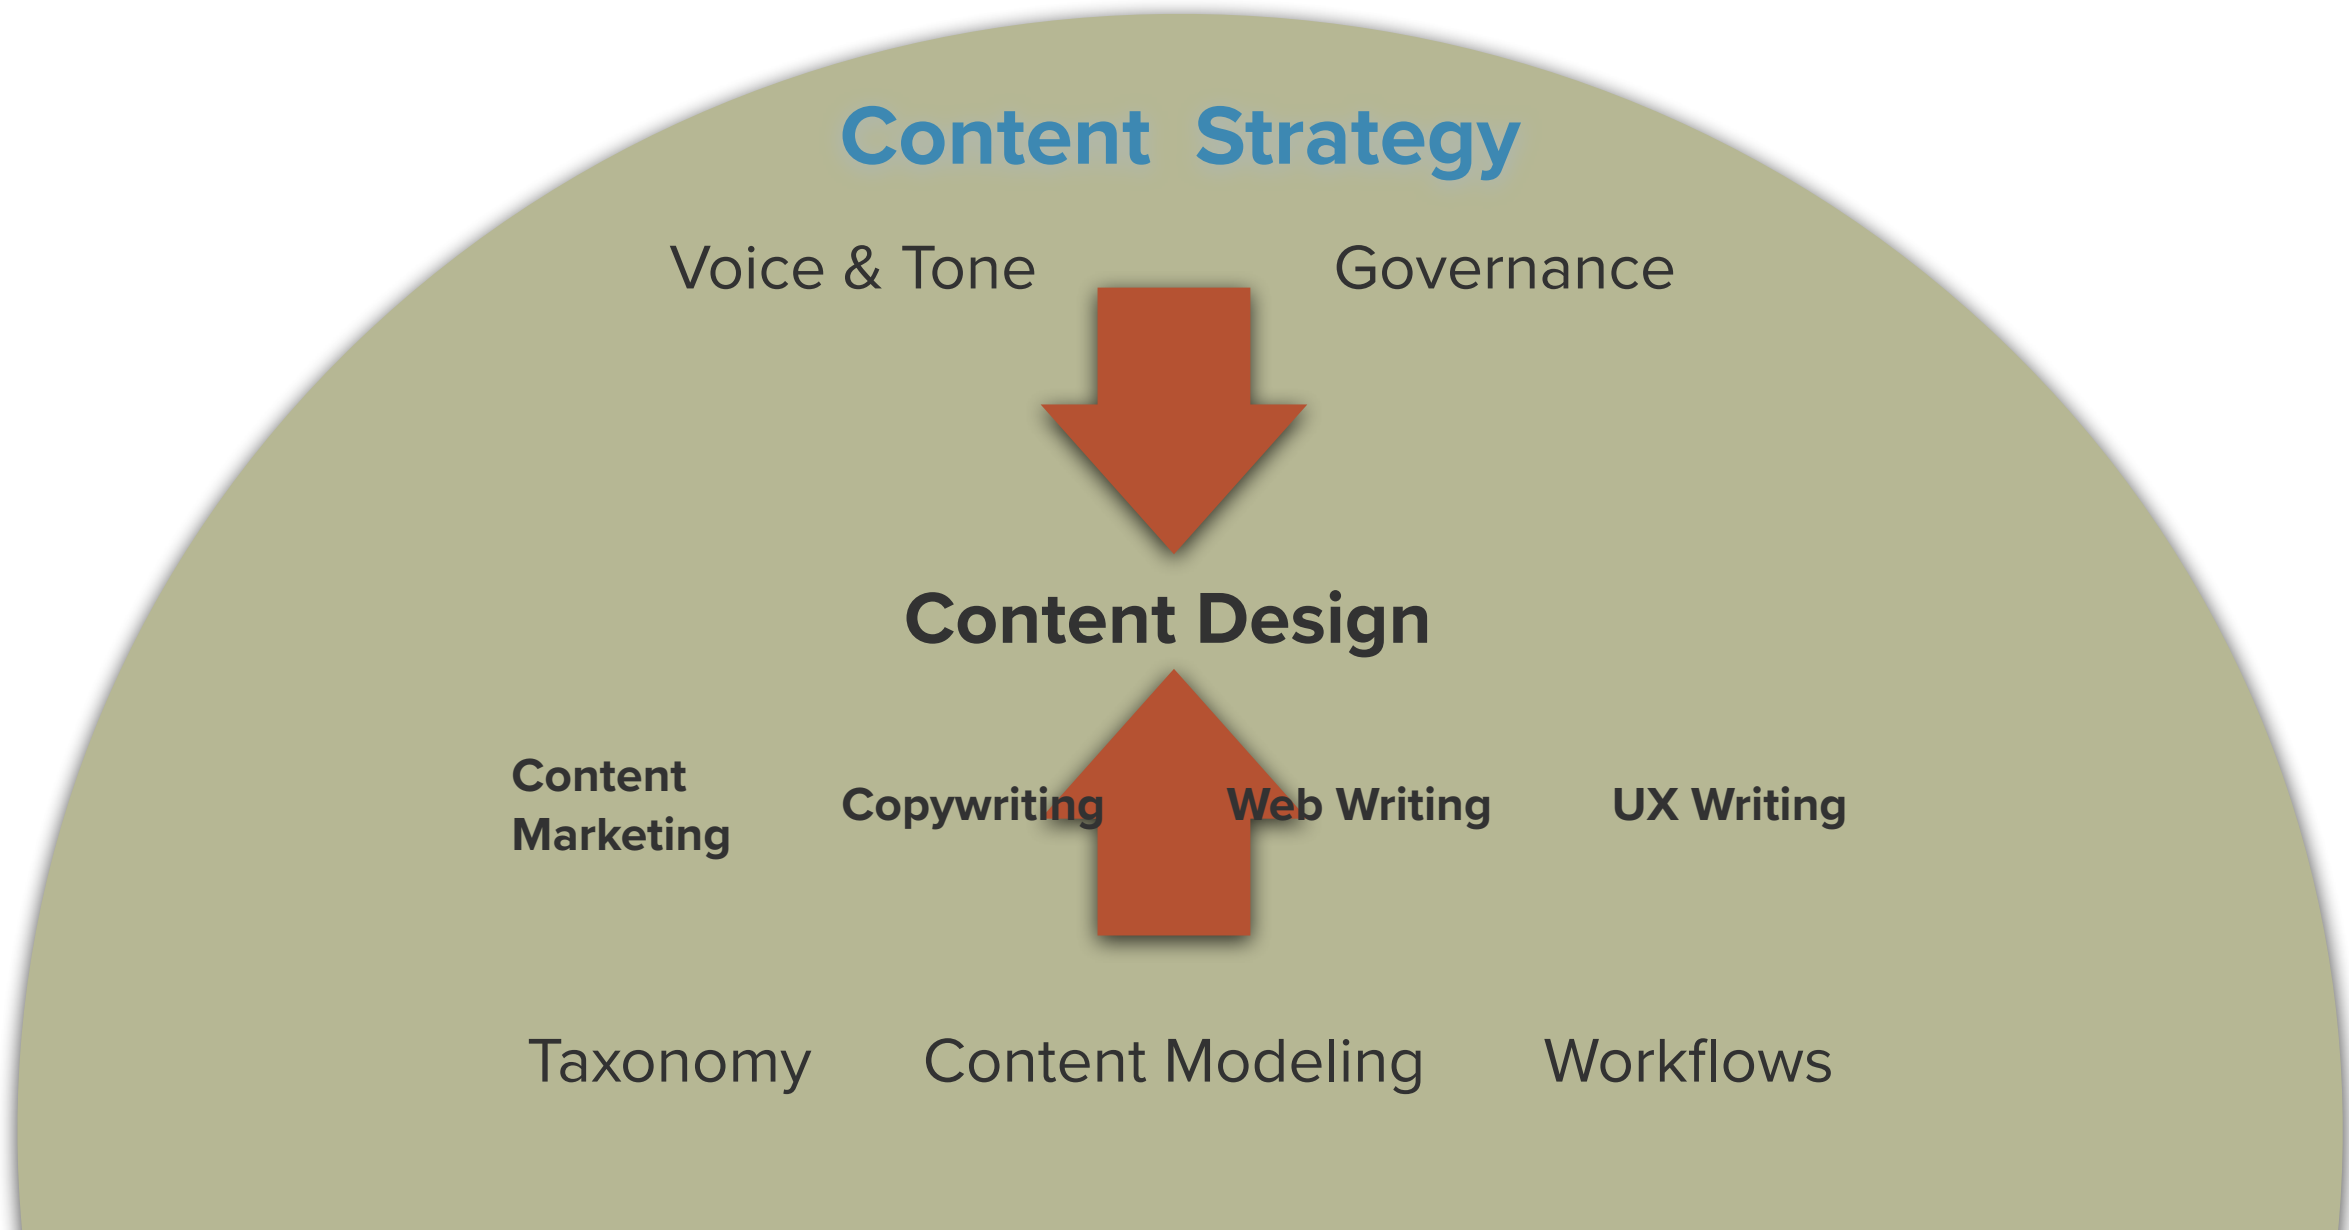 Content Strategy
Voice & Tone
Governance
Content Design
Content
Marketing
Copywriting
Web Writing
UX Writing
Taxonomy
Content Modeling
Workflows